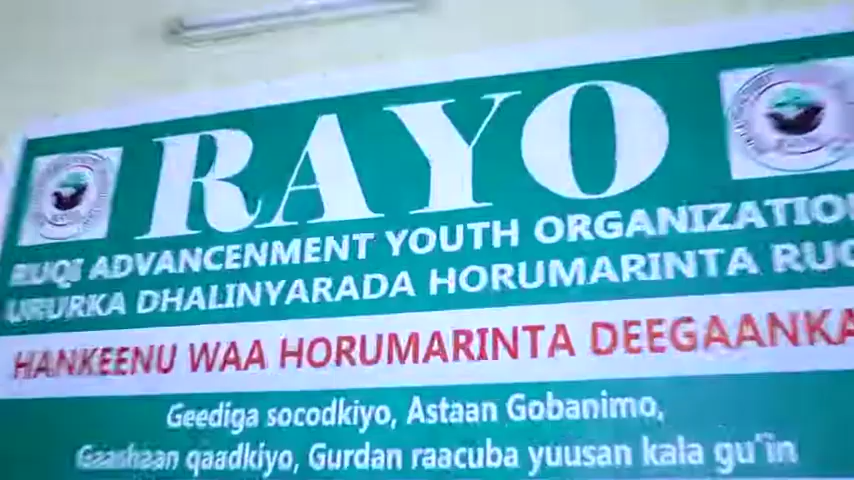 RAYO
RUQI ADVANCENMENT YOUTH ORGANIZATION
URURKA DHALINYARADA HORUMARINTA RUQI
HANKEENU WAA HORUMARINTA DEEGAANKA
Geediga socodkiyo, Astaan Gobanimo,
Gaashaan qaadkiyo, Gurdan raacuba yuusan kala gu'in